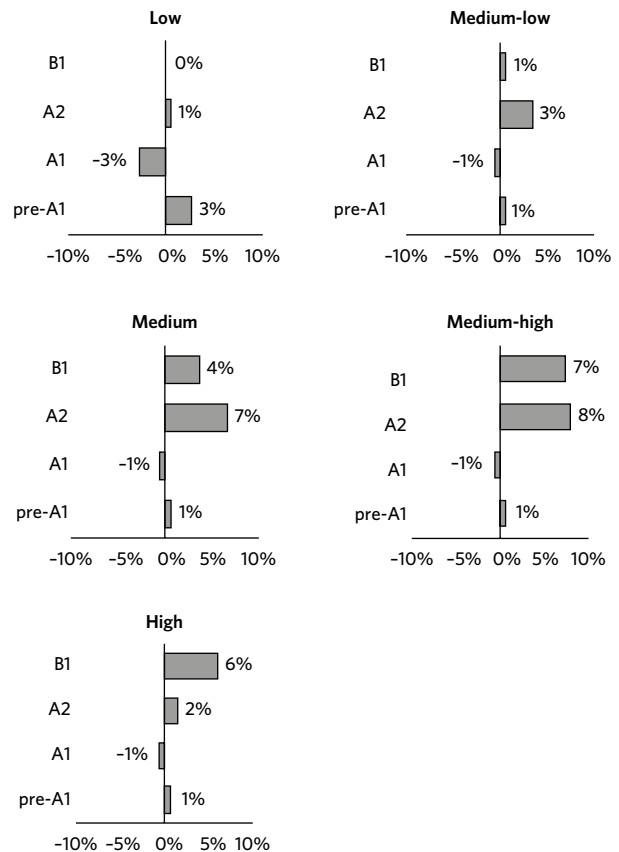 Low
B1 0%
A2 1%
A1 –3%
pre-A1 3%
–10% –5% 0% 5% 10%
Medium-low
B1 1%
A2 3%
A1 –1%
pre-A1 1%
–10% –5% 0% 5% 10%
Medium
B1 4%
A2 7%
A1 –1%
pre-A1 1%
–10% –5% 0% 5% 10%
Medium-high
B1 7%
A2 8%
A1 –1%
pre-A1 1%
–10% –5% 0% 5% 10%
High
B1 6%
A2 2%
A1 –1%
pre-A1 1%
–10% –5% 0% 5% 10%